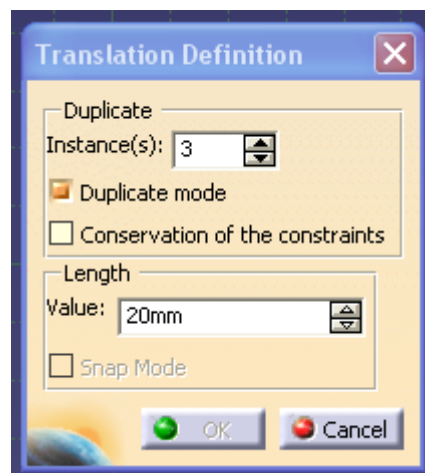 Translation Definition
Duplicate
Instance(s): 3
Duplicate mode
Conservation of the constraints
Length
Value: 20mm
Snap Mode
OK Cancel